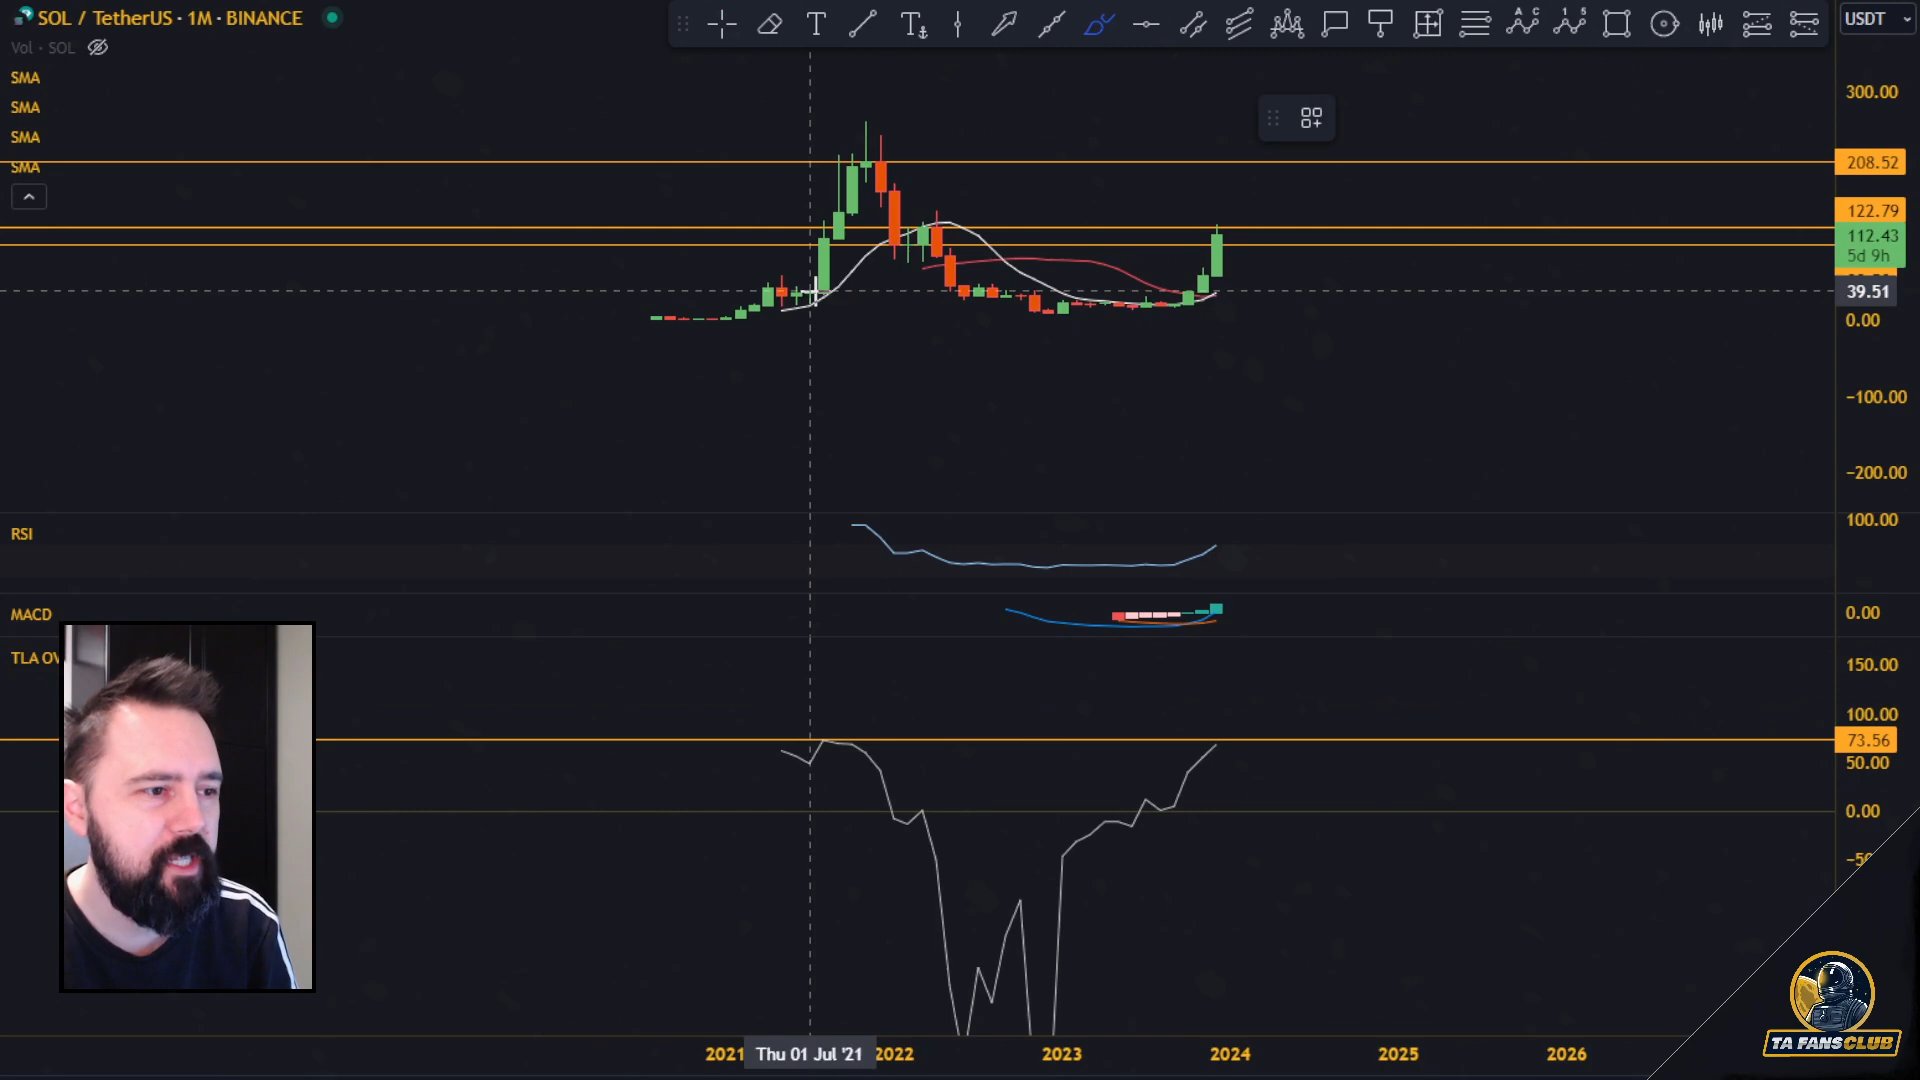 SOL / TetherUS · 1M · BINANCE
Vol · SOL
SMA
SMA
SMA
SMA
USDT
300.00
208.52
122.79
112.43
5d 9h
39.51
0.00
-100.00
-200.00
RSI
100.00
MACD
0.00
TLA OV
150.00
100.00
73.56
50.00
0.00
2021
Thu 01 Jul '21
2022
2023
2024
2025
2026
TA FANSCLUB